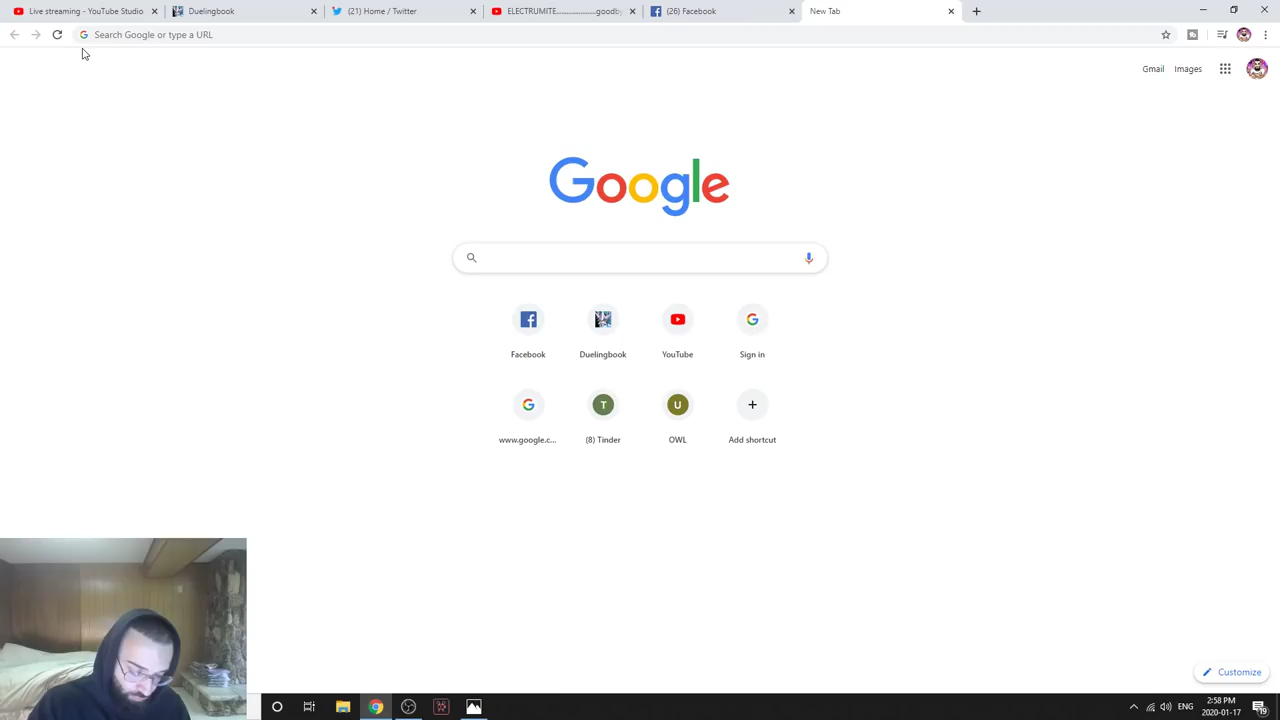 Live streaming - YouTube Studio
Duelingbook
(21) Home / Twitter
ELECTRUMITE..................goodby
(26) Facebook
New Tab
Search Google or type a URL
Gmail
Images
Google
Facebook
Duelingbook
YouTube
Sign in
T
U
www.google.c...
(8) Tinder
OWL
Add shortcut
Customize
ENG
2:58 PM
2020-01-17
19